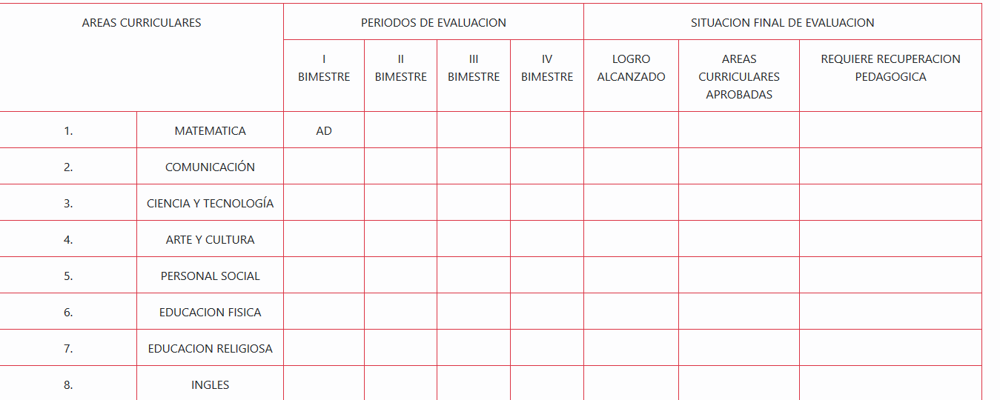 AREAS CURRICULARES PERIODOS DE EVALUACION SITUACION FINAL DE EVALUACION
I BIMESTRE II BIMESTRE III BIMESTRE IV BIMESTRE LOGRO ALCANZADO AREAS CURRICULARES APROBADAS REQUIERE RECUPERACION PEDAGOGICA
1. MATEMATICA AD
2. COMUNICACIÓN
3. CIENCIA Y TECNOLOGÍA
4. ARTE Y CULTURA
5. PERSONAL SOCIAL
6. EDUCACION FISICA
7. EDUCACION RELIGIOSA
8. INGLES